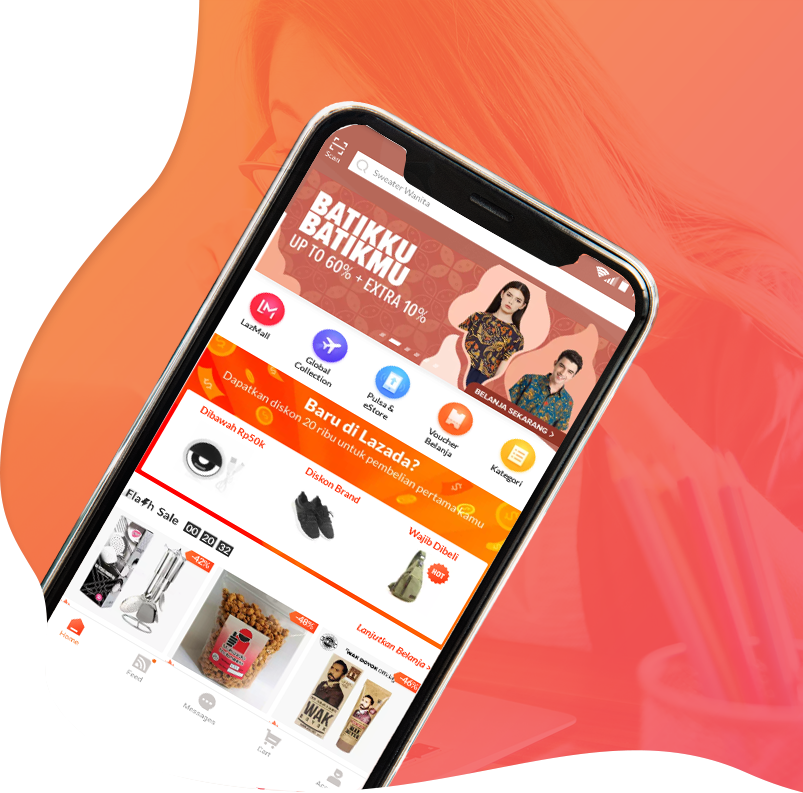 Scan
Sweater Wanita
BATIKKU
BATIKMU
UP TO 60% + EXTRA 10%
BELANJA SEKARANG >
LazMall
Global
Collection
Pulsa &
eStore
Voucher
Belanja
Kategori
Baru di Lazada?
Dapatkan diskon 20 ribu untuk pembelian pertama kamu
Dibawah Rp50k
Diskon Brand
Wajib Dibeli
HOT
Flash Sale 00 20 32
Lanjutkan Belanja >
-42%
-48%
-46%
WAK
WAK
Home
Feed
Messages
Cart